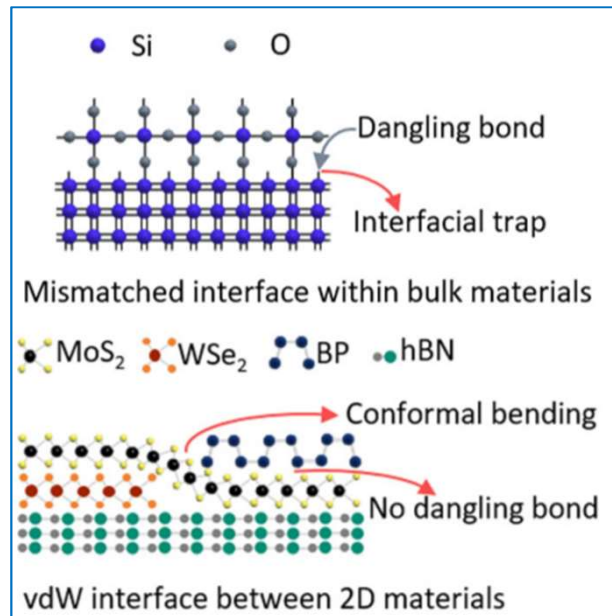 Si O
Dangling bond
Interfacial trap
Mismatched interface within bulk materials
MoS₂ WSe₂ BP hBN
Conformal bending
No dangling bond
vdW interface between 2D materials